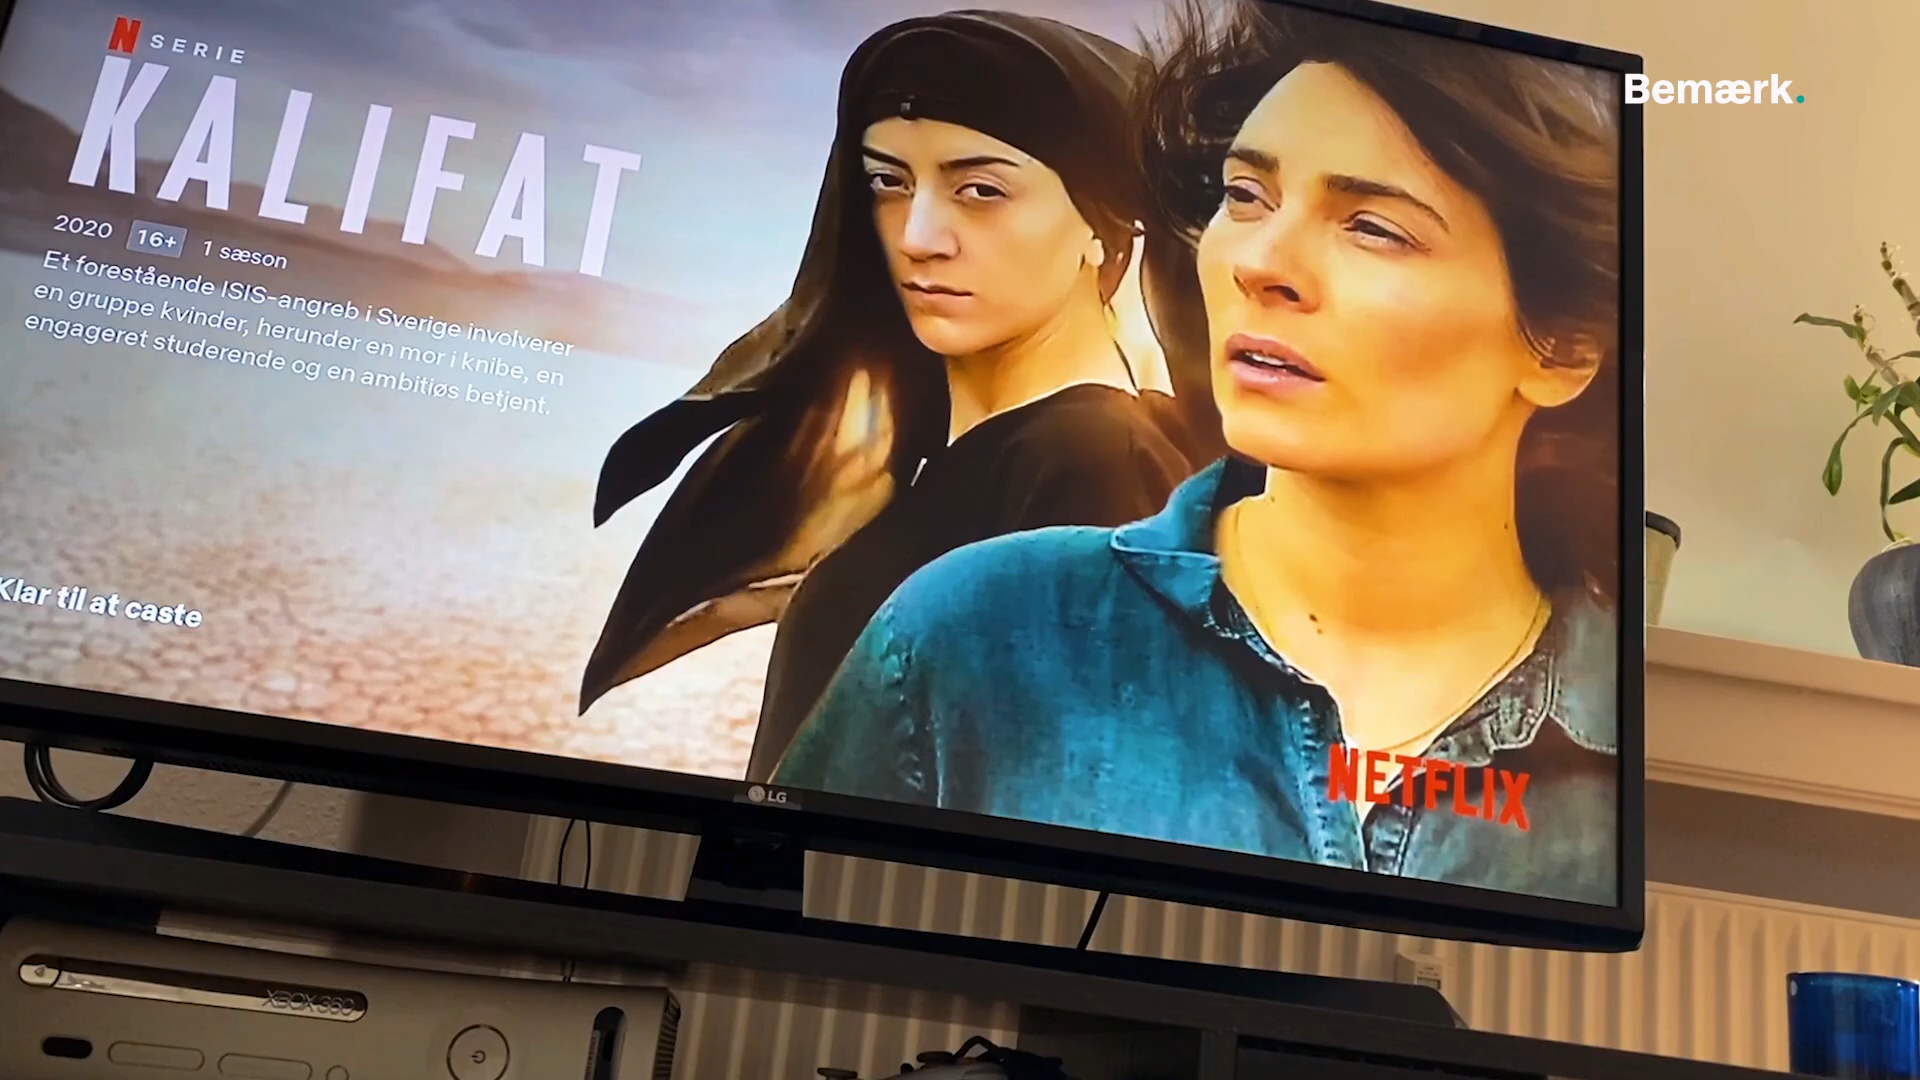 N SERIE
KALIFAT
2020 16+ 1 sæson
Et forestående ISIS-angreb i Sverige involverer
en gruppe kvinder, herunder en mor i knibe, en
engageret studerende og en ambitiøs betjent.
Klar til at caste
NETFLIX
LG
XBOX 360
Bemærk.